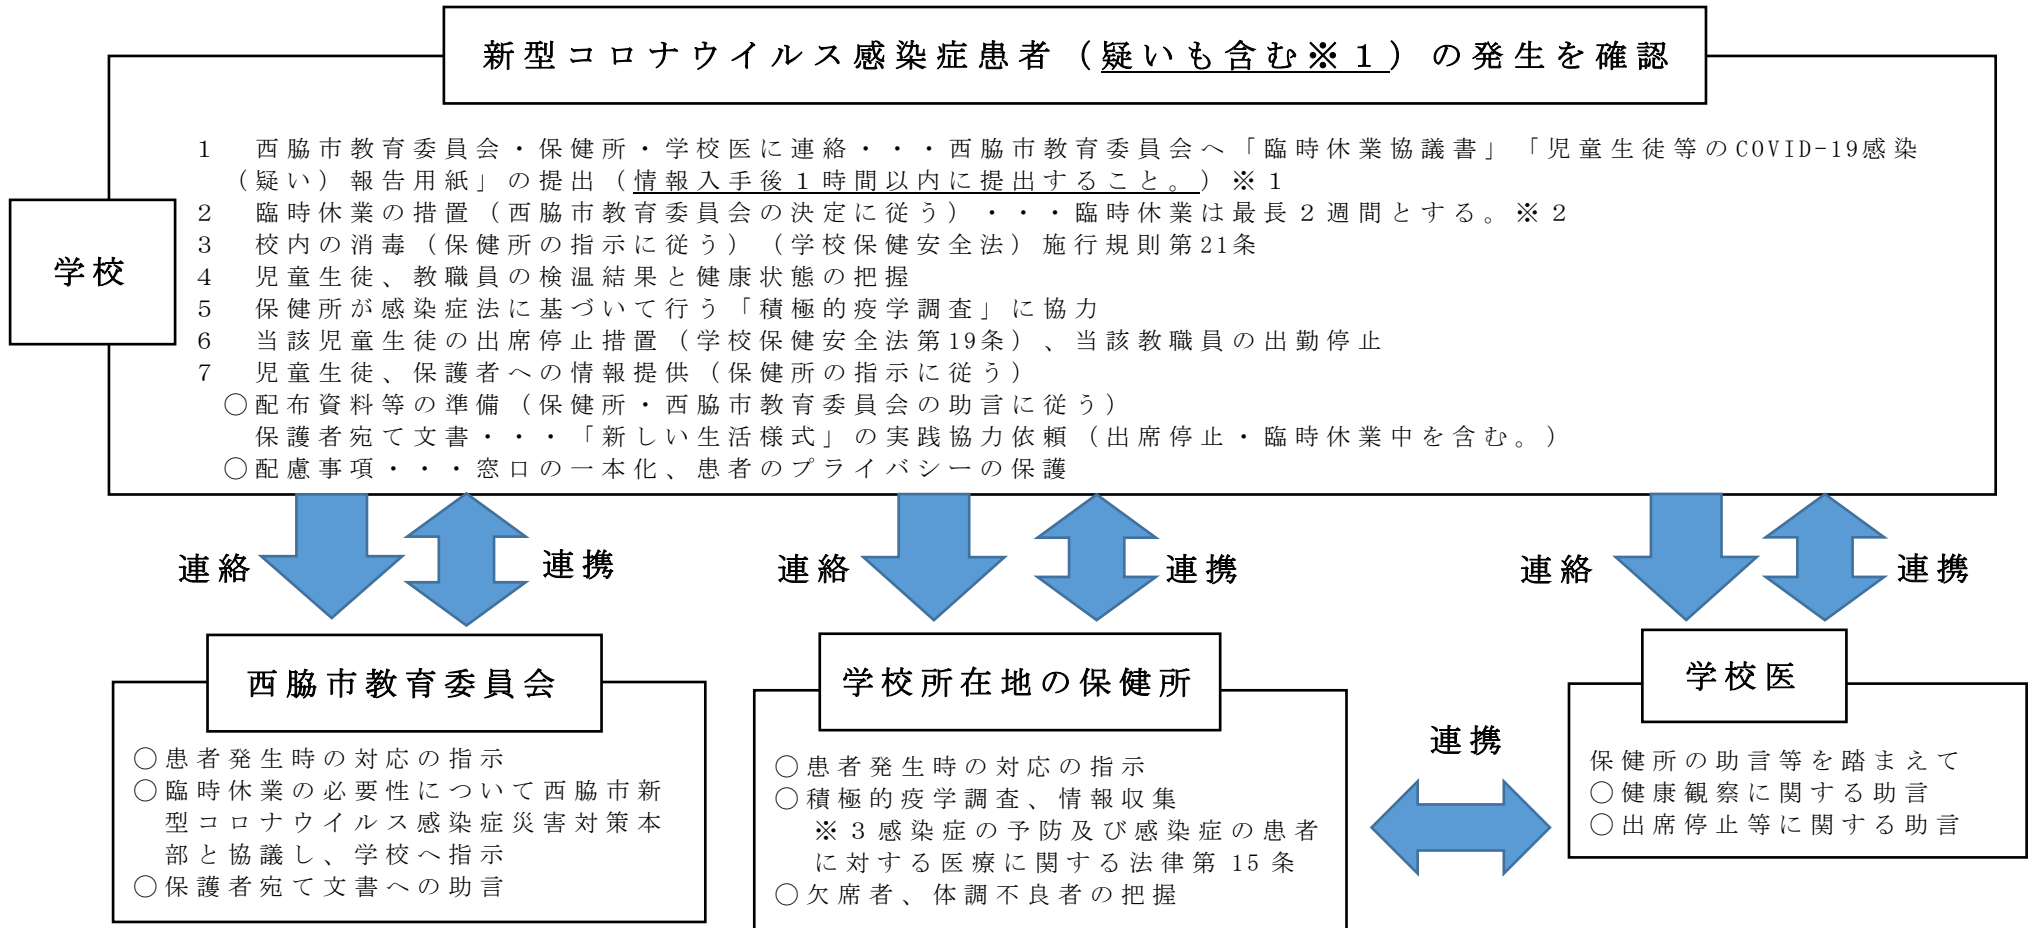 新型コロナウイルス感染症患者（疑いも含む※１）の発生を確認
学校
1　西脇市教育委員会・保健所・学校医に連絡・・・西脇市教育委員会へ「臨時休業協議書」「児童生徒等のCOVID-19感染
（疑い）報告用紙」の提出（情報入手後１時間以内に提出すること。）※１
2　臨時休業の措置（西脇市教育委員会の決定に従う）・・・臨時休業は最長２週間とする。※２
3　校内の消毒（保健所の指示に従う）（学校保健安全法）施行規則第21条
4　児童生徒、教職員の検温結果と健康状態の把握
5　保健所が感染症法に基づいて行う「積極的疫学調査」に協力
6　当該児童生徒の出席停止措置（学校保健安全法第19条）、当該教職員の出勤停止
7　児童生徒、保護者への情報提供（保健所の指示に従う）
○配布資料等の準備（保健所・西脇市教育委員会の助言に従う）
保護者宛て文書・・・「新しい生活様式」の実践協力依頼（出席停止・臨時休業中を含む。）
○配慮事項・・・窓口の一本化、患者のプライバシーの保護
連絡
連携
連絡
連携
連絡
連携
西脇市教育委員会
○患者発生時の対応の指示
○臨時休業の必要性について西脇市新
型コロナウイルス感染症災害対策本
部と協議し、学校へ指示
○保護者宛て文書への助言
学校所在地の保健所
○患者発生時の対応の指示
○積極的疫学調査、情報収集
※３感染症の予防及び感染症の患者
に対する医療に関する法律第 15 条
○欠席者、体調不良者の把握
連携
学校医
保健所の助言等を踏まえて
○健康観察に関する助言
○出席停止等に関する助言